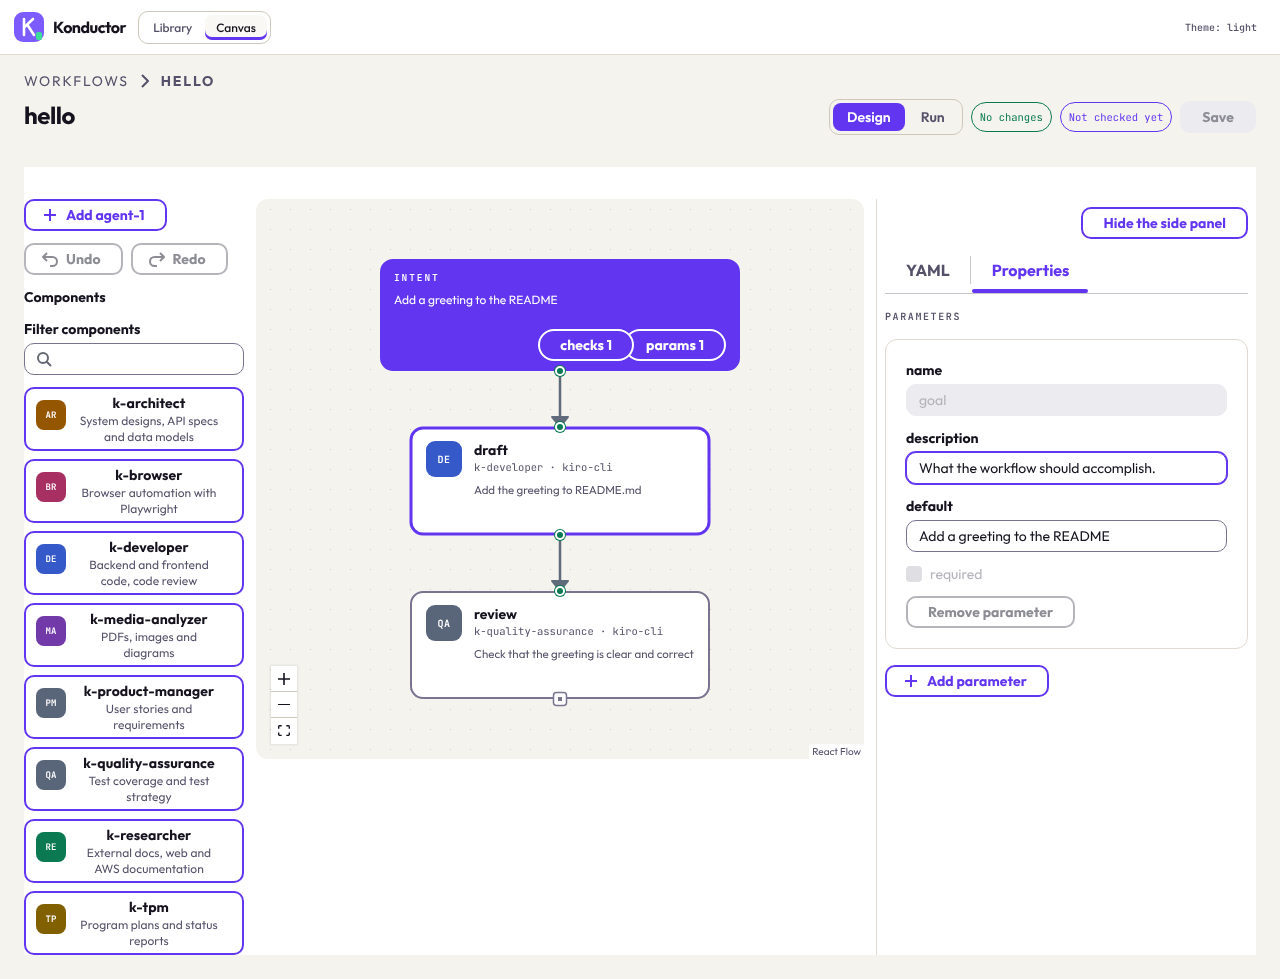 Konductor
Library
Canvas
Theme: light
WORKFLOWS > HELLO
hello
Design
Run
No changes
Not checked yet
Save
Add agent-1
Undo
Redo
Components
Filter components
AR
k-architect
System designs, API specs
and data models
BR
k-browser
Browser automation with
Playwright
DE
k-developer
Backend and frontend
code, code review
MA
k-media-analyzer
PDFs, images and
diagrams
PM
k-product-manager
User stories and
requirements
QA
k-quality-assurance
Test coverage and test
strategy
RE
k-researcher
External docs, web and
AWS documentation
TP
k-tpm
Program plans and status
reports
INTENT
Add a greeting to the README
checks 1
params 1
DE
draft
k-developer · kiro-cli
Add the greeting to README.md
QA
review
k-quality-assurance · kiro-cli
Check that the greeting is clear and correct
React Flow
Hide the side panel
YAML
Properties
PARAMETERS
name
goal
description
What the workflow should accomplish.
default
Add a greeting to the README
required
Remove parameter
Add parameter